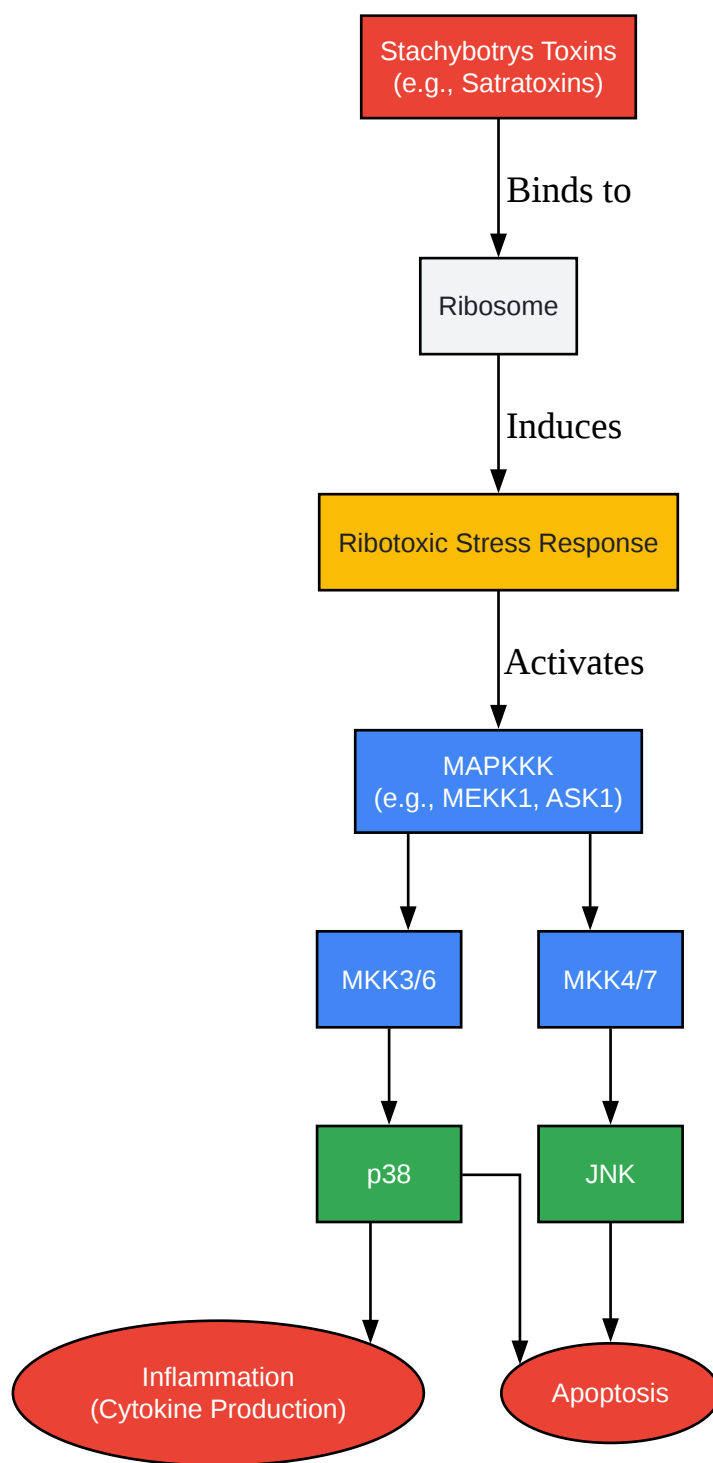 Stachybotrys Toxins
(e.g., Satratoxins)
Binds to
Ribosome
Induces
Ribotoxic Stress Response
Activates
MAPKKK
(e.g., MEKK1, ASK1)
MKK3/6
MKK4/7
p38
JNK
Inflammation
(Cytokine Production)
Apoptosis